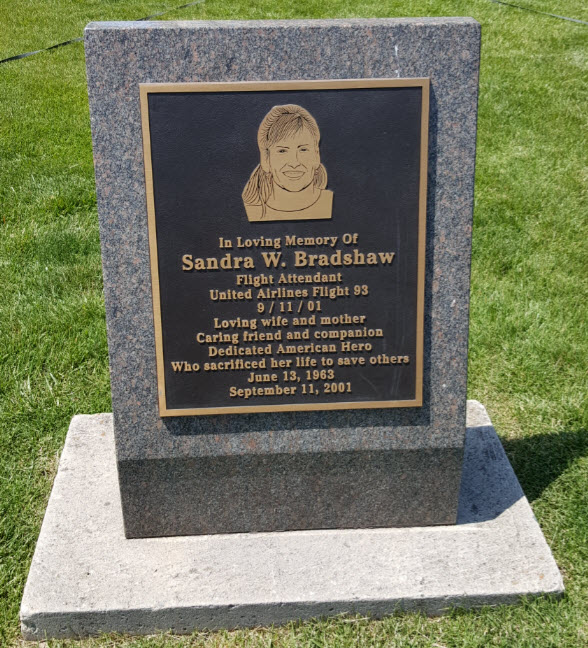 In Loving Memory Of
Sandra W. Bradshaw
Flight Attendant
United Airlines Flight 93
9 / 11 / 01
Loving wife and mother
Caring friend and companion
Dedicated American Hero
Who sacrificed her life to save others
June 13, 1963
September 11, 2001